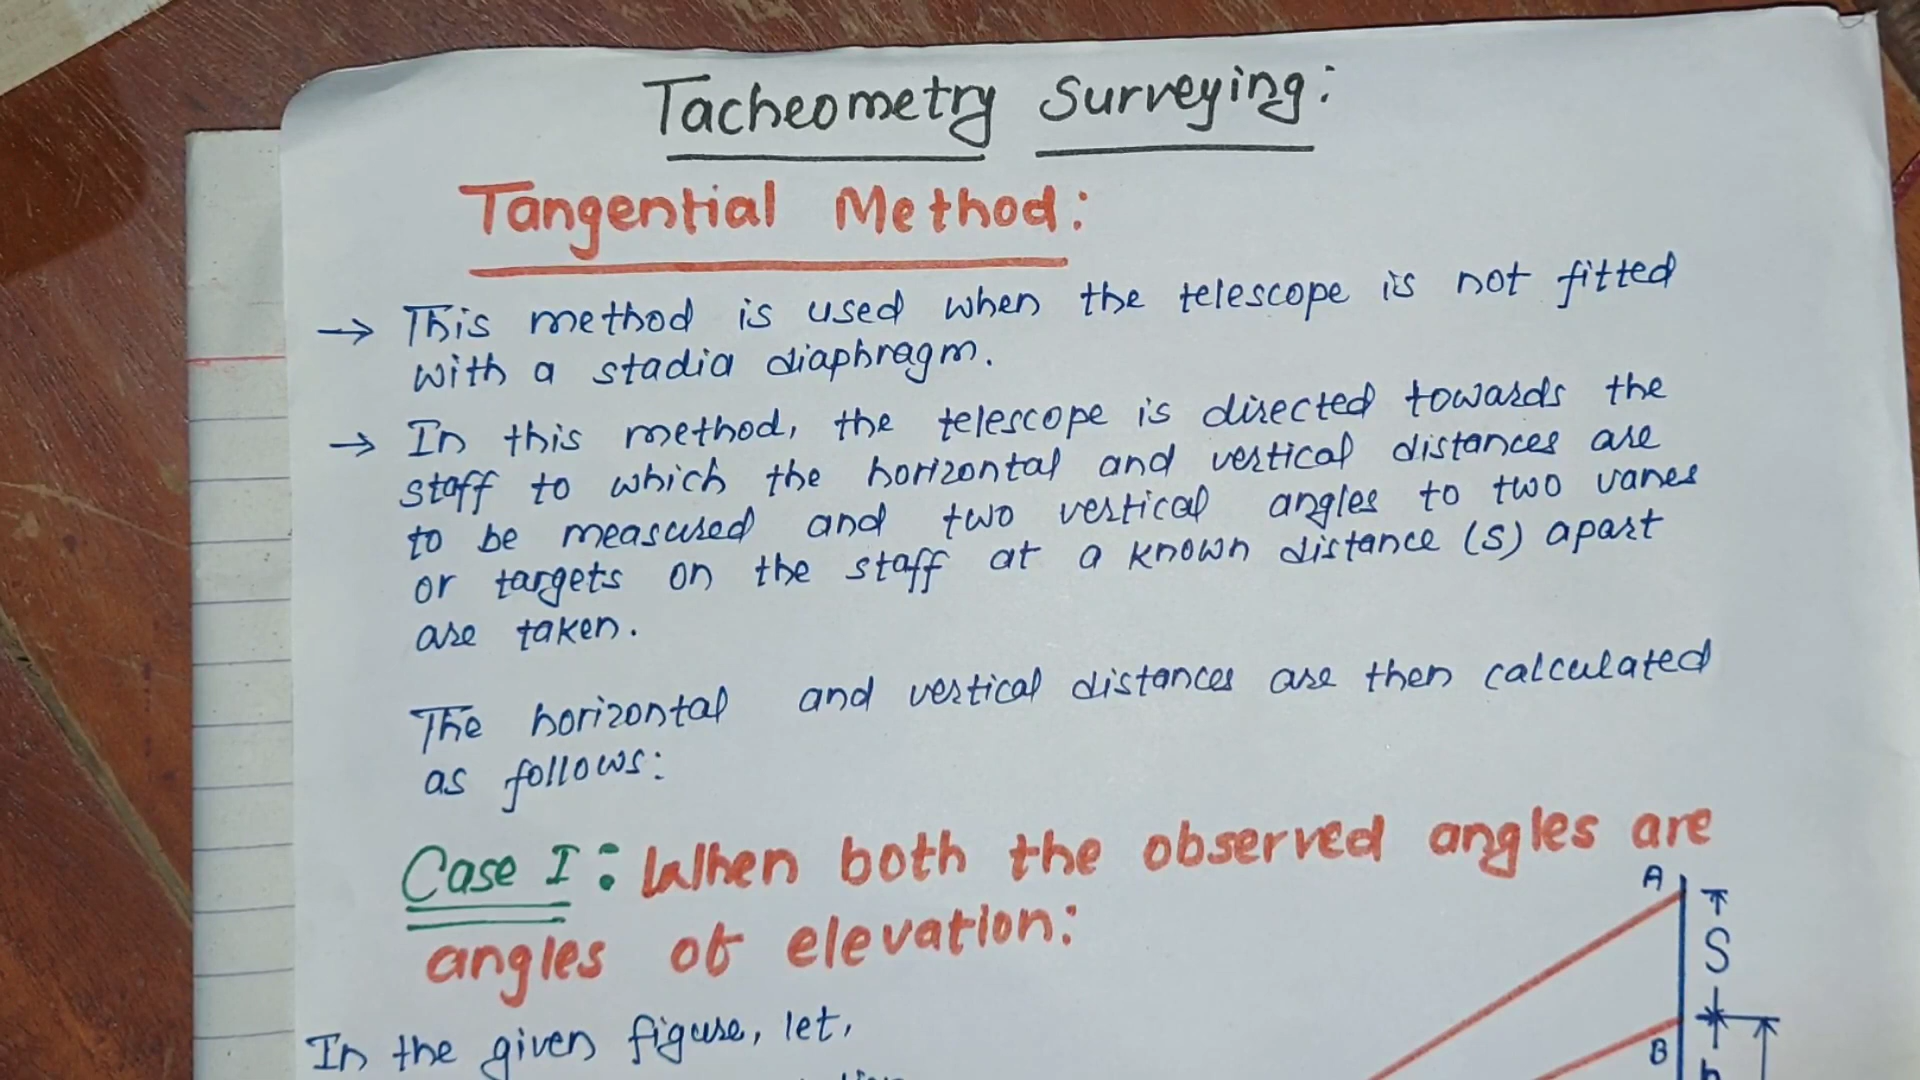 Tacheometry Surveying:
Tangential Method:
→ This method is used when the telescope is not fitted
with a stadia diaphragm.
→ In this method, the telescope is directed towards the
staff to which the horizontal and vertical distances are
to be measured and two vertical angles to two vanes
or targets on the staff at a known distance (S) apart
are taken.
The horizontal and vertical distances are then calculated
as follows:
Case I: When both the observed angles are
angles of elevation:
A
S
B
h
In the given figure, let,